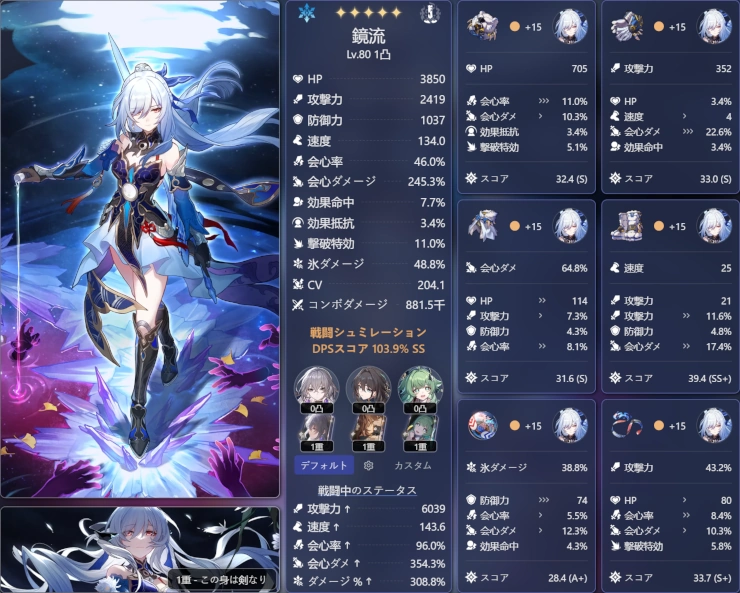 5
鏡流
Lv.80 1凸
HP 3850
攻撃力 2419
防御力 1037
速度 134.0
会心率 46.0%
会心ダメージ 245.3%
効果命中 7.7%
効果抵抗 3.4%
撃破特効 11.0%
氷ダメージ 48.8%
CV 204.1
コンボダメージ 881.5千
戦闘シュミレーション
DPSスコア 103.9% SS
0凸 0凸 0凸
1重 1重 1重
デフォルト カスタム
戦闘中のステータス
攻撃力↑ 6039
速度↑ 143.6
会心率↑ 96.0%
会心ダメ↑ 354.3%
ダメージ %↑ 308.8%
1重 - この身は剣なり
+15
HP 705
会心率 >>> 11.0%
会心ダメ > 10.3%
効果抵抗 3.4%
撃破特効 5.1%
スコア 32.4 (S)
+15
攻撃力 352
HP 3.4%
速度 > 4
会心ダメ >>> 22.6%
効果命中 3.4%
スコア 33.0 (S)
+15
会心ダメ 64.8%
HP >> 114
攻撃力 > 7.3%
防御力 4.3%
会心率 >> 8.1%
スコア 31.6 (S)
+15
速度 25
攻撃力 21
攻撃力 >> 11.6%
防御力 4.8%
会心ダメ >> 17.4%
スコア 39.4 (SS+)
+15
氷ダメージ 38.8%
防御力 >>> 74
会心率 > 5.5%
会心ダメ > 12.3%
効果命中 4.3%
スコア 28.4 (A+)
+15
攻撃力 43.2%
HP > 80
会心率 >> 8.4%
会心ダメ > 10.3%
撃破特効 5.8%
スコア 33.7 (S+)